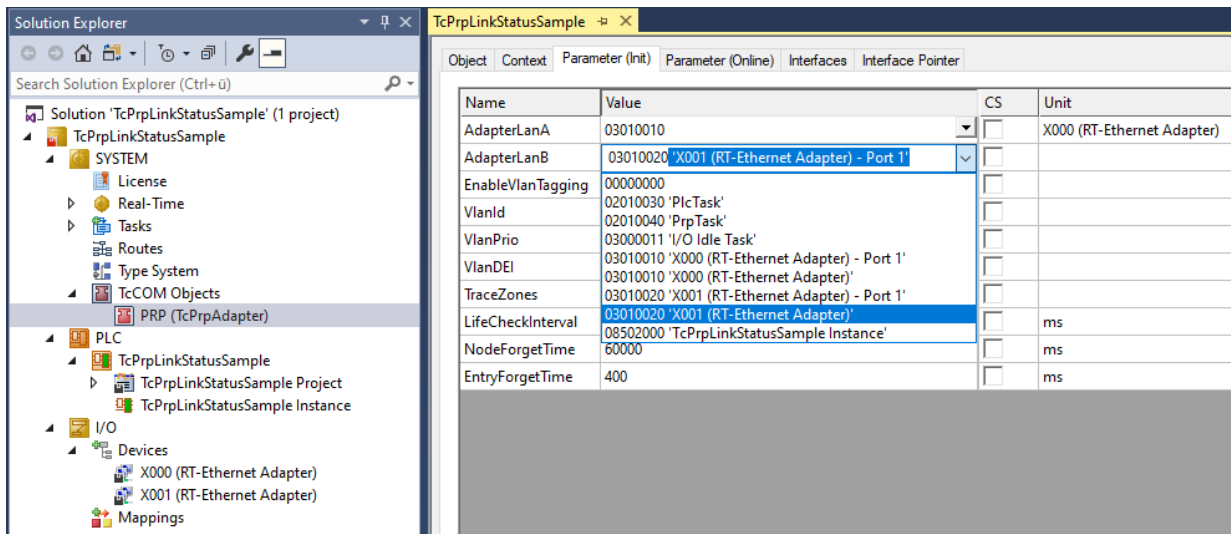 Solution Explorer
Search Solution Explorer (Ctrl+ü)
Solution 'TcPrpLinkStatusSample' (1 project)
TcPrpLinkStatusSample
SYSTEM
License
Real-Time
Tasks
Routes
Type System
TcCOM Objects
PRP (TcPrpAdapter)
PLC
TcPrpLinkStatusSample
TcPrpLinkStatusSample Project
TcPrpLinkStatusSample Instance
I/O
Devices
X000 (RT-Ethernet Adapter)
X001 (RT-Ethernet Adapter)
Mappings
TcPrpLinkStatusSample
Object Context Parameter (Init) Parameter (Online) Interfaces Interface Pointer
Name Value CS Unit
AdapterLanA 03010010 X000 (RT-Ethernet Adapter)
AdapterLanB 03010020 'X001 (RT-Ethernet Adapter) - Port 1'
EnableVlanTagging 00000000
02010030 'PlcTask'
VlanId
02010040 'PrpTask'
VlanPrio 03000011 'I/O Idle Task'
03010010 'X000 (RT-Ethernet Adapter) - Port 1'
VlanDEI
03010010 'X000 (RT-Ethernet Adapter)'
TraceZones 03010020 'X001 (RT-Ethernet Adapter) - Port 1'
03010020 'X001 (RT-Ethernet Adapter)'
LifeCheckInterval ms
08502000 'TcPrpLinkStatusSample Instance'
NodeForgetTime 60000 ms
EntryForgetTime 400 ms